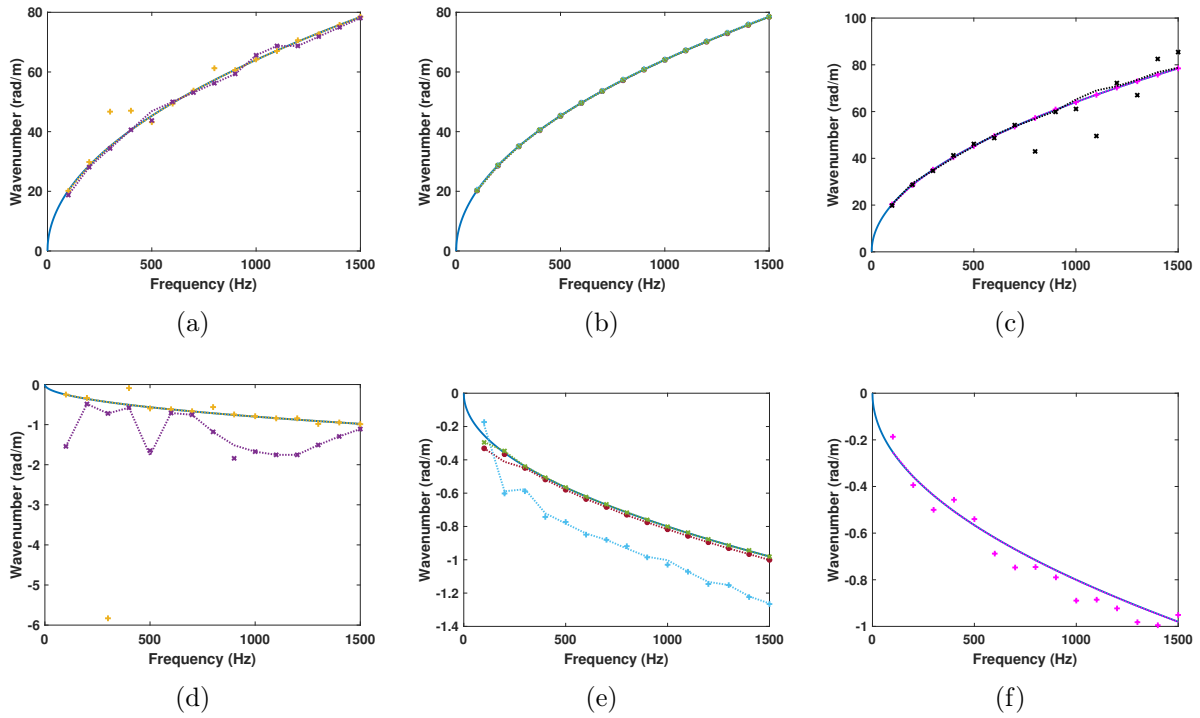 80
60
40
20
0
Wavenumber (rad/m)
0 500 1000 1500
Frequency (Hz)
(a)
80
60
40
20
0
Wavenumber (rad/m)
0 500 1000 1500
Frequency (Hz)
(b)
100
80
60
40
20
0
Wavenumber (rad/m)
0 500 1000 1500
Frequency (Hz)
(c)
0
-1
-2
-3
-4
-5
-6
Wavenumber (rad/m)
0 500 1000 1500
Frequency (Hz)
(d)
0
-0.2
-0.4
-0.6
-0.8
-1
-1.2
-1.4
Wavenumber (rad/m)
0 500 1000 1500
Frequency (Hz)
(e)
0
-0.2
-0.4
-0.6
-0.8
-1
Wavenumber (rad/m)
0 500 1000 1500
Frequency (Hz)
(f)